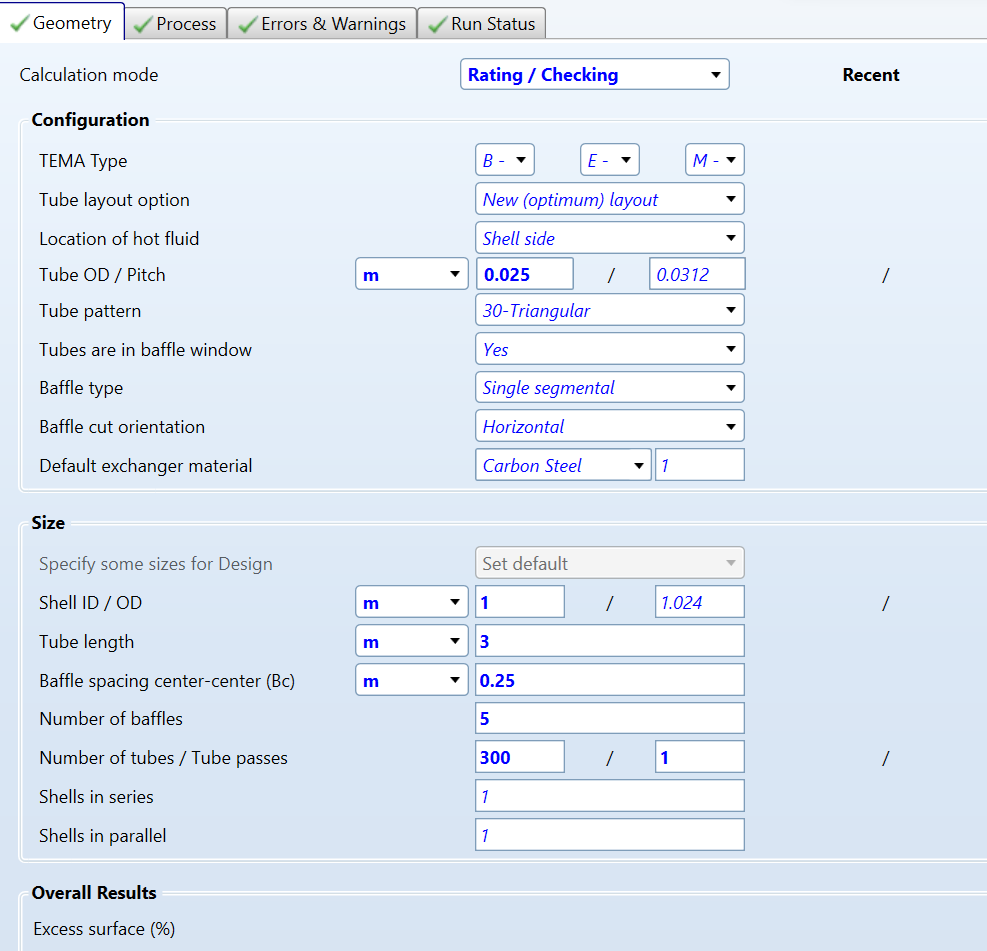 Geometry Process Errors & Warnings Run Status
Calculation mode Rating / Checking Recent
Configuration
TEMA Type B - E - M -
Tube layout option New (optimum) layout
Location of hot fluid Shell side
Tube OD / Pitch m 0.025 / 0.0312 /
Tube pattern 30-Triangular
Tubes are in baffle window Yes
Baffle type Single segmental
Baffle cut orientation Horizontal
Default exchanger material Carbon Steel 1
Size
Specify some sizes for Design Set default
Shell ID / OD m 1 / 1.024 /
Tube length m 3
Baffle spacing center-center (Bc) m 0.25
Number of baffles 5
Number of tubes / Tube passes 300 / 1 /
Shells in series 1
Shells in parallel 1
Overall Results
Excess surface (%)